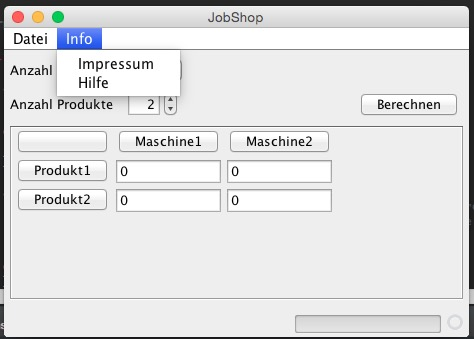 JobShop
Datei Info
Impressum
Hilfe
Anzahl
Anzahl Produkte 2 Berechnen
Maschine1 Maschine2
Produkt1 0 0
Produkt2 0 0